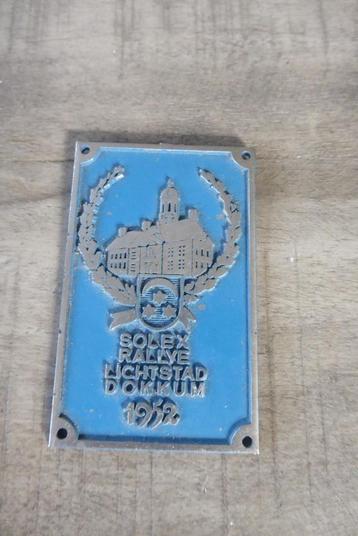 SOLEX
RALLYE
LICHTSTAD
DOKKUM
1952